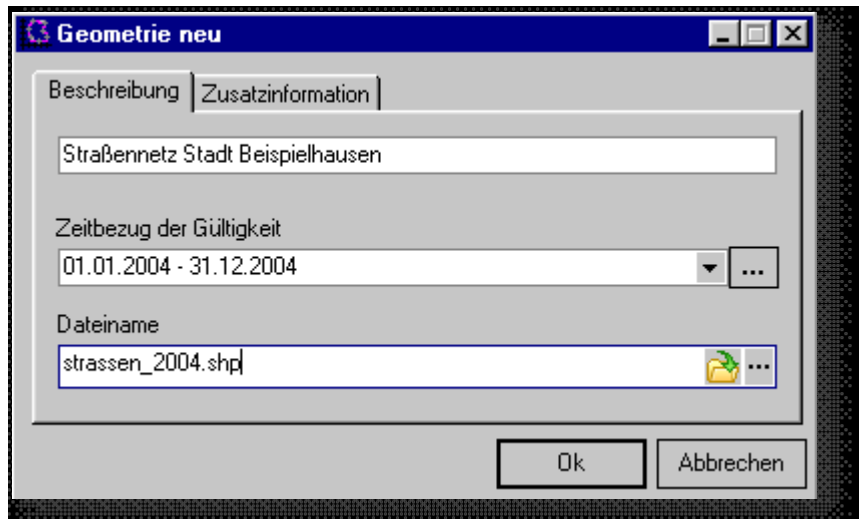 Geometrie neu
Beschreibung Zusatzinformation
Straßennetz Stadt Beispielhausen
Zeitbezug der Gültigkeit
01.01.2004 - 31.12.2004
...
Dateiname
strassen_2004.shp
...
Ok Abbrechen